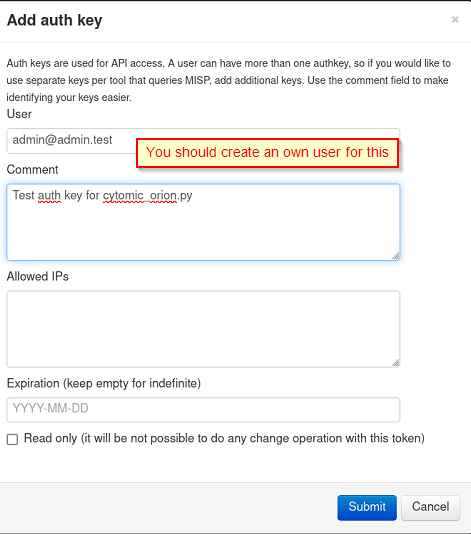 Add auth key
×
Auth keys are used for API access. A user can have more than one authkey, so if you would like to
use separate keys per tool that queries MISP, add additional keys. Use the comment field to make
identifying your keys easier.
User
admin@admin.test
You should create an own user for this
Comment
Test auth key for cytomic_orion.py
Allowed IPs
Expiration (keep empty for indefinite)
YYYY-MM-DD
Read only (it will be not possible to do any change operation with this token)
Submit Cancel